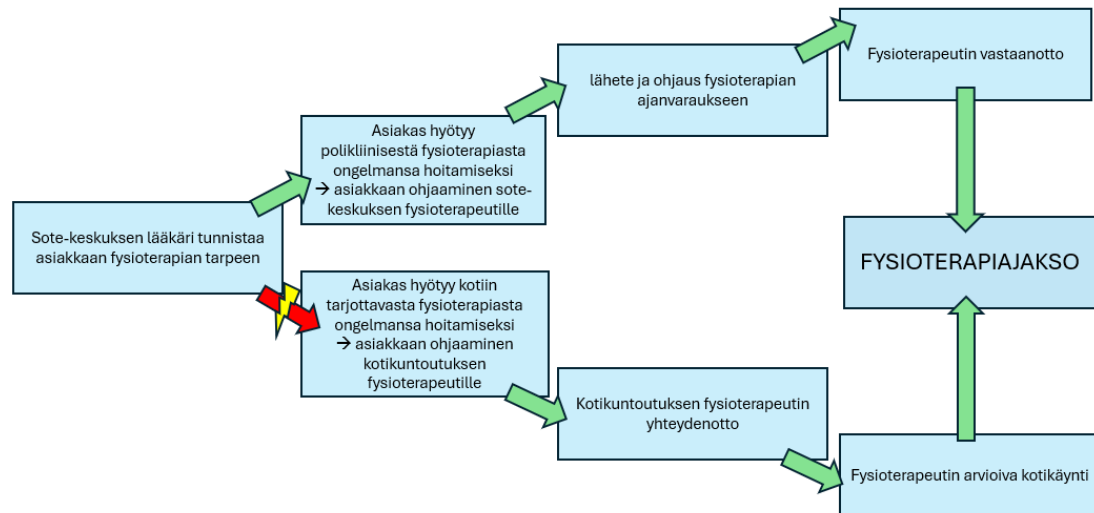 Sote-keskuksen lääkäri tunnistaa
asiakkaan fysioterapian tarpeen
Asiakas hyötyy
polikliinisestä fysioterapiasta
ongelmansa hoitamiseksi
→ asiakkaan ohjaaminen sote-
keskuksen fysioterapeutille
lähete ja ohjaus fysioterapian
ajanvaraukseen
Fysioterapeutin vastaanotto
Asiakas hyötyy kotiin
tarjottavasta fysioterapiasta
ongelmansa hoitamiseksi
→ asiakkaan ohjaaminen
kotikuntoutuksen
fysioterapeutille
Kotikuntoutuksen fysioterapeutin
yhteydenotto
Fysioterapeutin arvioiva kotikäynti
FYSIOTERAPIAJAKSO